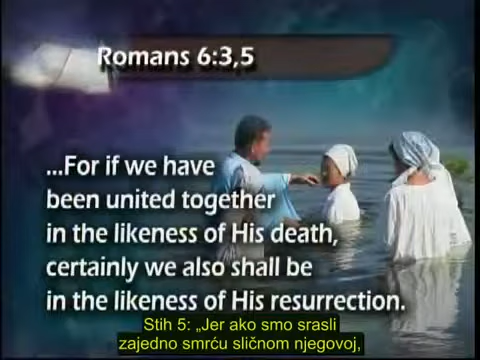 Romans 6:3,5
...For if we have
been united together
in the likeness of His death,
certainly we also shall be
in the likeness of His resurrection.
Stih 5: „Jer ako smo srasli
zajedno smrću sličnom njegovoj,